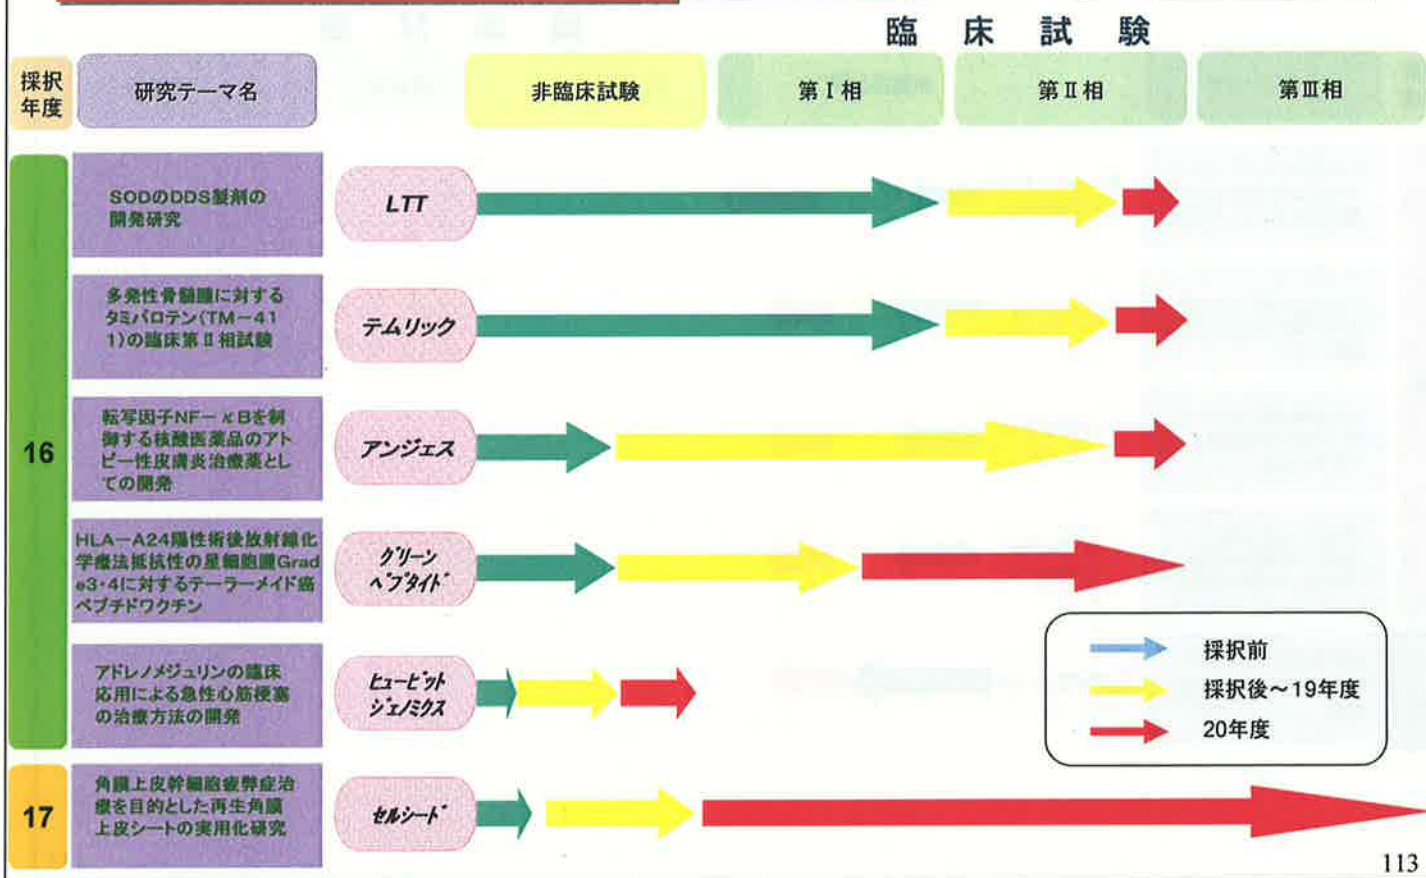 臨床試験
採択
年度
研究テーマ名
非臨床試験
第Ⅰ相
第Ⅱ相
第Ⅲ相
16
SODのDDS製剤の
開発研究
LTT
多発性骨髄腫に対する
タミバロテン(TM-41
1)の臨床第Ⅱ相試験
テムリック
転写因子NF-κBを制
御する核酸医薬品のアト
ピー性皮膚炎治療薬とし
ての開発
アンジェス
HLA-A24陽性術後放射線化
学療法抵抗性の星細胞腫Grad
e3・4に対するテーラーメイド癌
ペプチドワクチン
グリーン
ペプタイド
アドレノメジュリンの臨床
応用による急性心筋梗塞
の治療方法の開発
ヒュービット
ジェノミクス
採択前
採択後～19年度
20年度
17
角膜上皮幹細胞疲弊症治
療を目的とした再生角膜
上皮シートの実用化研究
セルシード
113